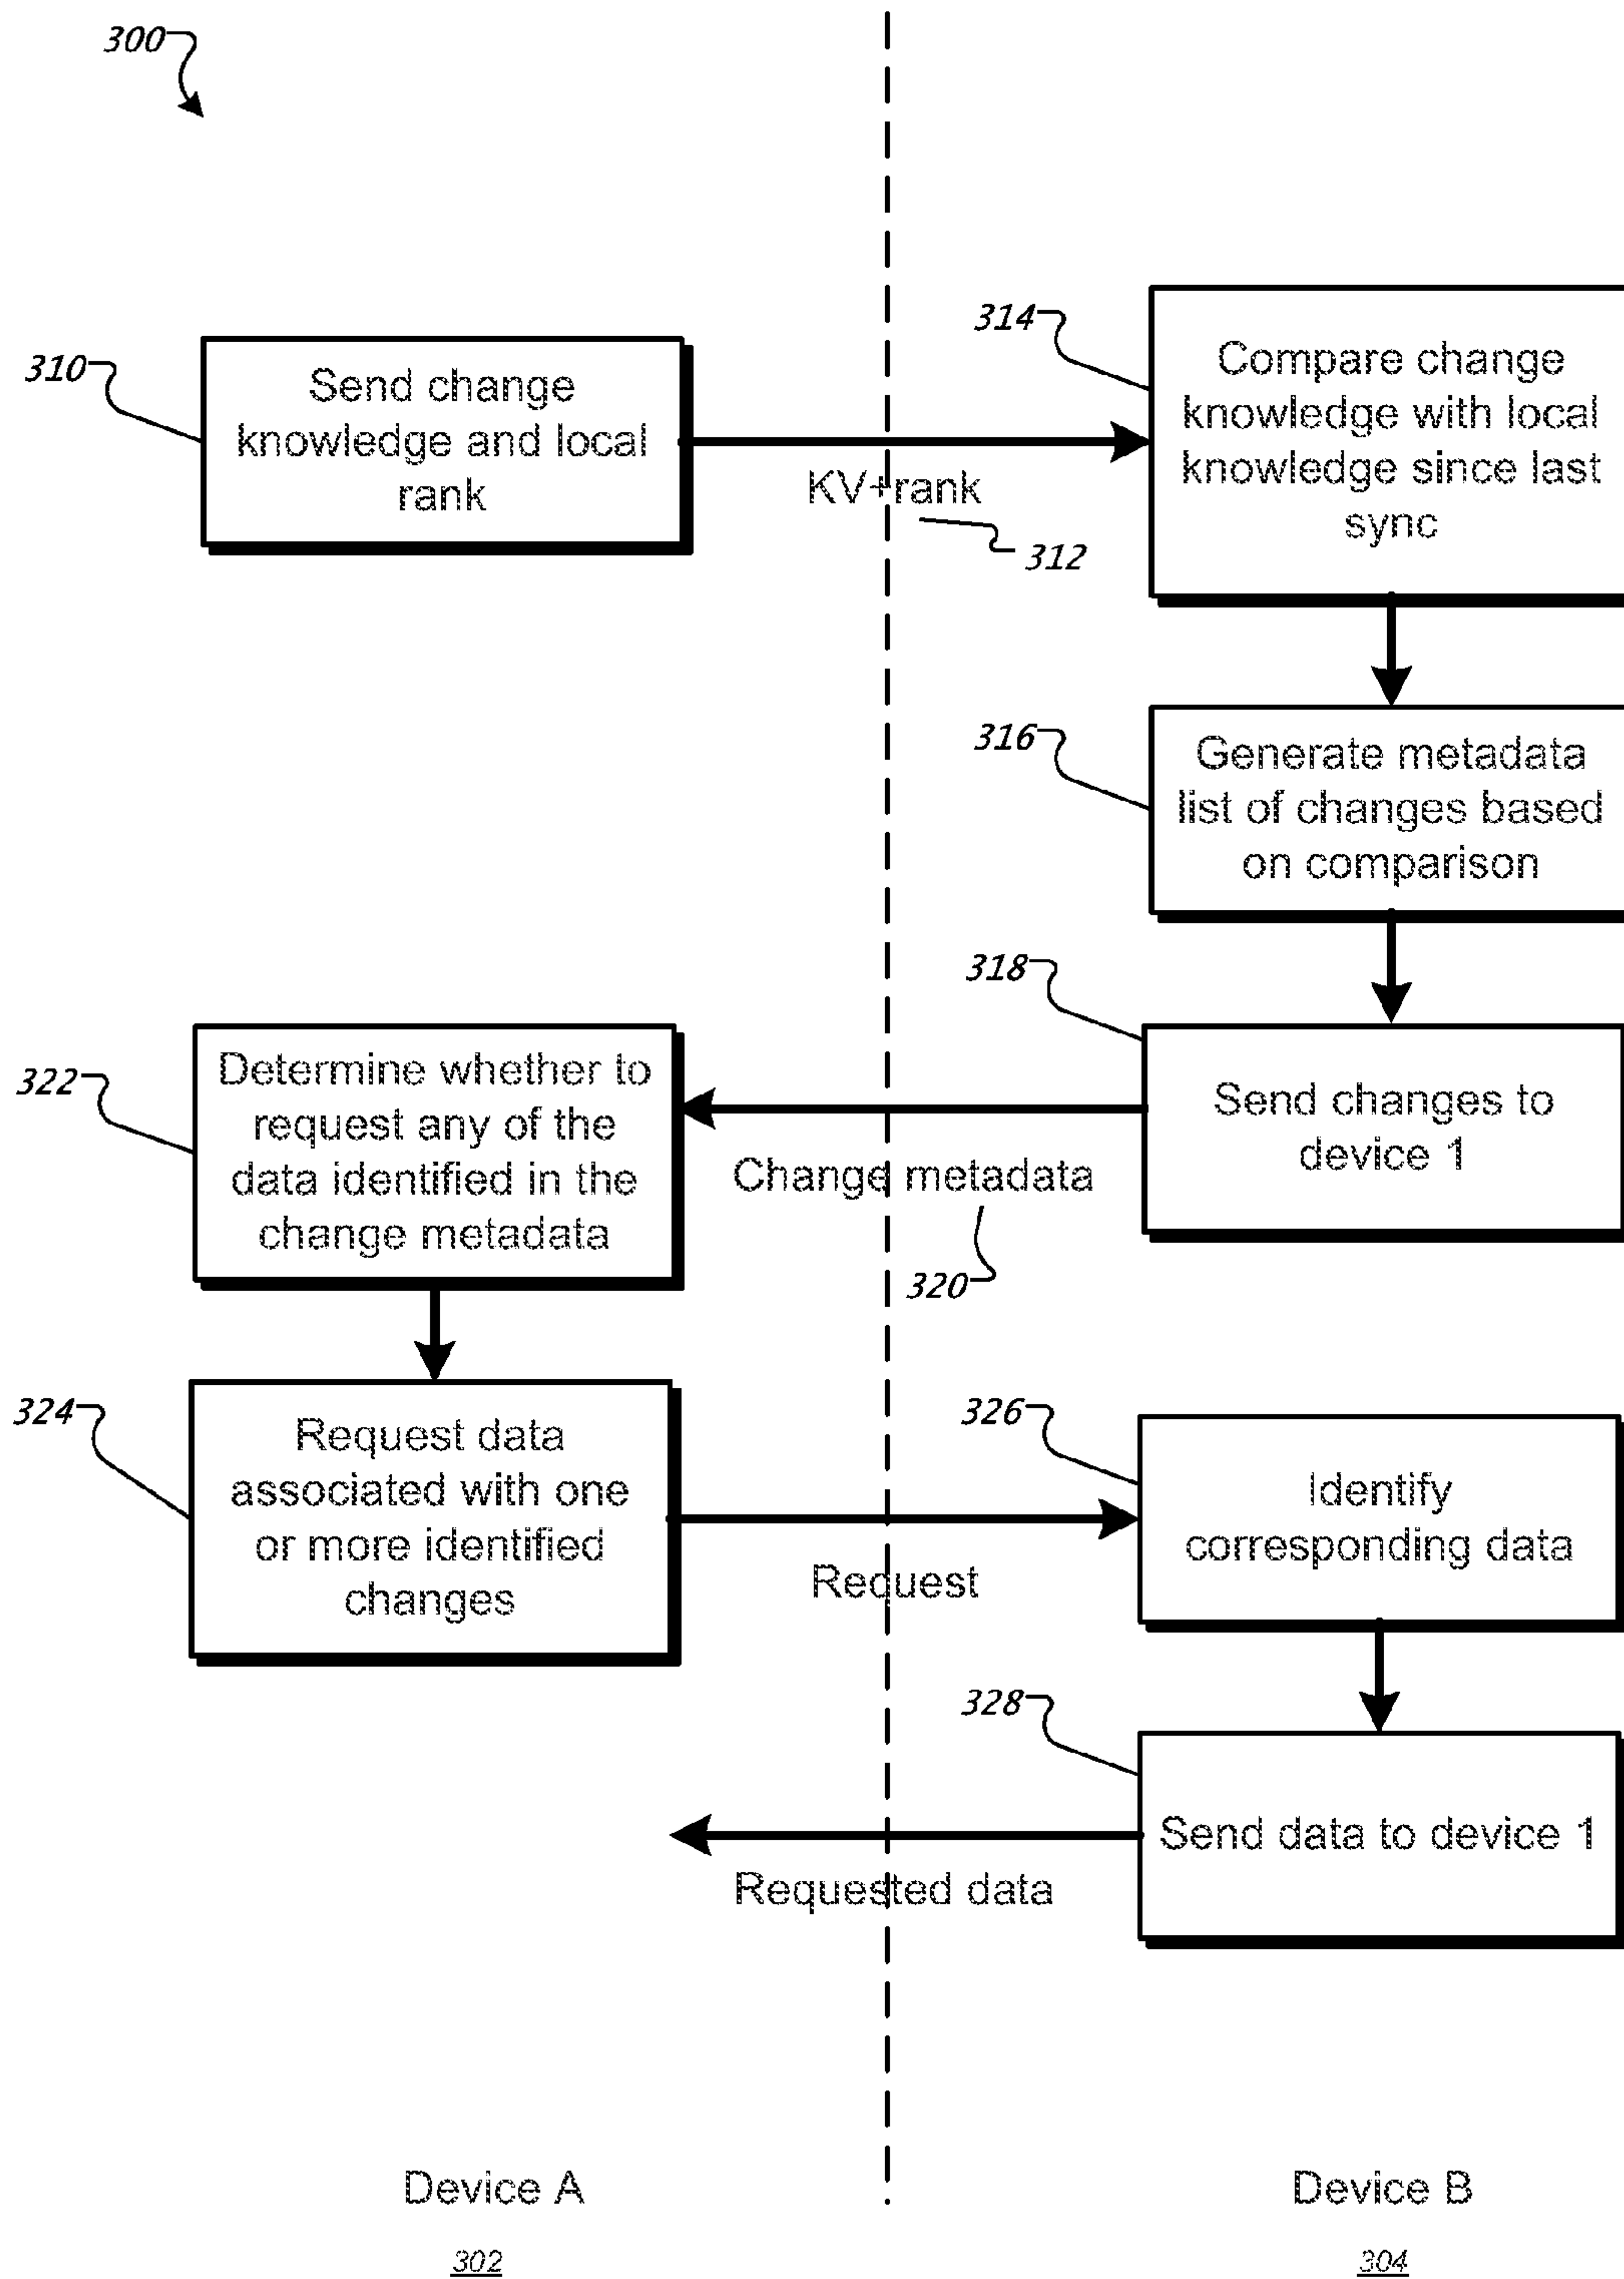 300
310
Send change
knowledge and local
rank
KV+rank
312
314
Compare change
knowledge with local
knowledge since last
sync
316
Generate metadata
list of changes based
on comparison
318
Send changes to
device 1
Change metadata
320
322
Determine whether to
request any of the
data identified in the
change metadata
324
Request data
associated with one
or more identified
changes
Request
326
Identify
corresponding data
328
Send data to device 1
Requested data
Device A
302
Device B
304